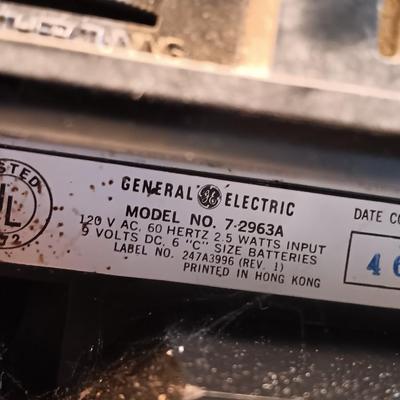 GENERAL GE ELECTRIC
MODEL NO. 7-2963A
120 V AC, 60 HERTZ 2.5 WATTS INPUT
9 VOLTS DC, 6 "C" SIZE BATTERIES
LABEL NO. 247A3996 (REV. 1)
PRINTED IN HONG KONG
DATE CO
46